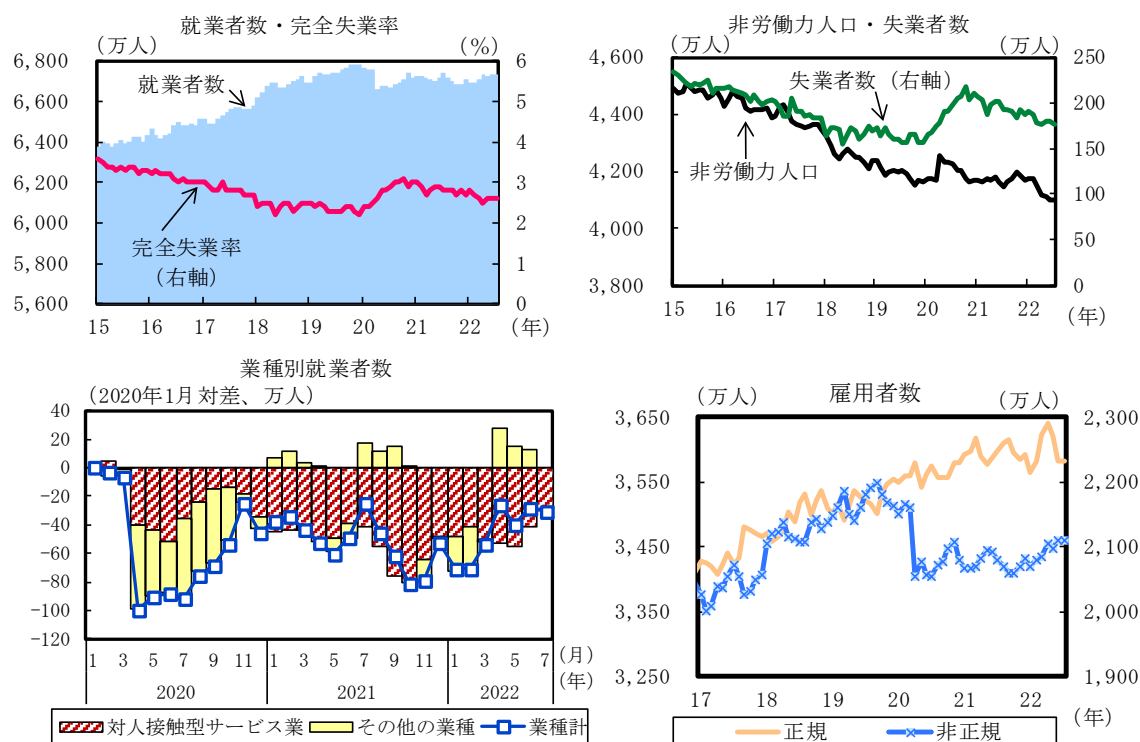 就業者数・完全失業率
（万人）
（％）
6,800
6,600
6,400
6,200
6,000
5,800
5,600
6
5
4
3
2
1
0
就業者数
完全失業率
（右軸）
15 16 17 18 19 20 21 22
（年）
非労働力人口・失業者数
（万人）
（万人）
4,600
4,400
4,200
4,000
3,800
250
200
150
100
50
0
失業者数（右軸）
非労働力人口
15 16 17 18 19 20 21 22
（年）
業種別就業者数
（2020年1月対差、万人）
40
20
0
-20
-40
-60
-80
-100
-120
1 3 5 7 9 11 1 3 5 7 9 11 1 3 5 7
（月）
2020 2021 2022
（年）
対人接触型サービス業 その他の業種 業種計
雇用者数
（万人）
（万人）
3,650
3,550
3,450
3,350
3,250
2,300
2,200
2,100
2,000
1,900
17 18 19 20 21 22
（年）
正規 非正規